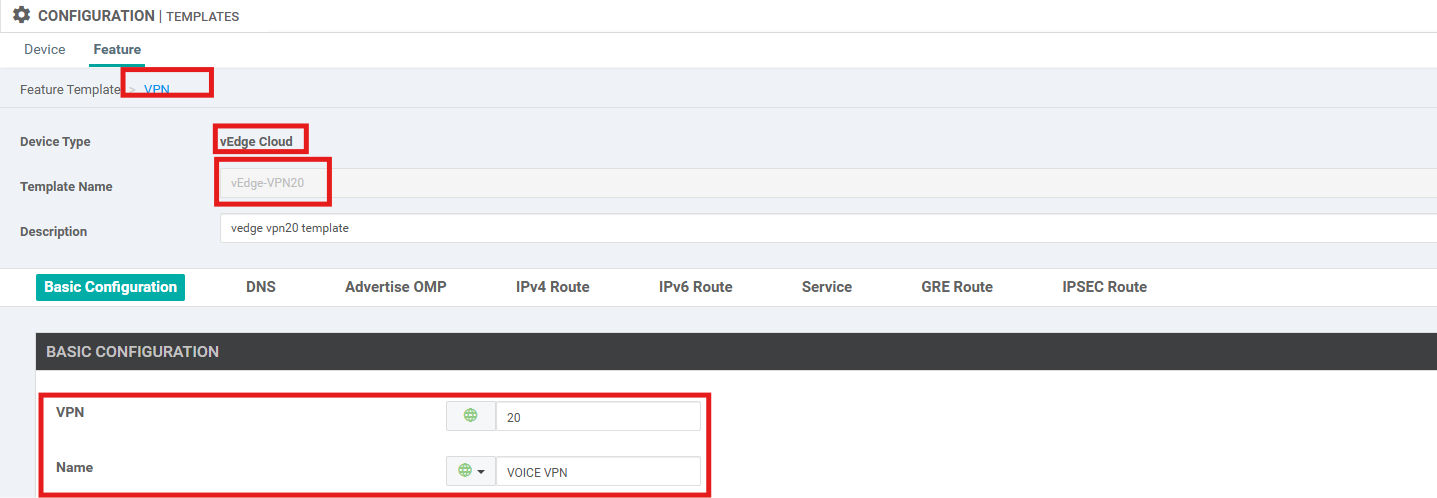 CONFIGURATION | TEMPLATES
Device Feature
Feature Template > VPN
Device Type vEdge Cloud
Template Name vEdge-VPN20
Description vedge vpn20 template
Basic Configuration DNS Advertise OMP IPv4 Route IPv6 Route Service GRE Route IPSEC Route
BASIC CONFIGURATION
VPN 20
Name VOICE VPN